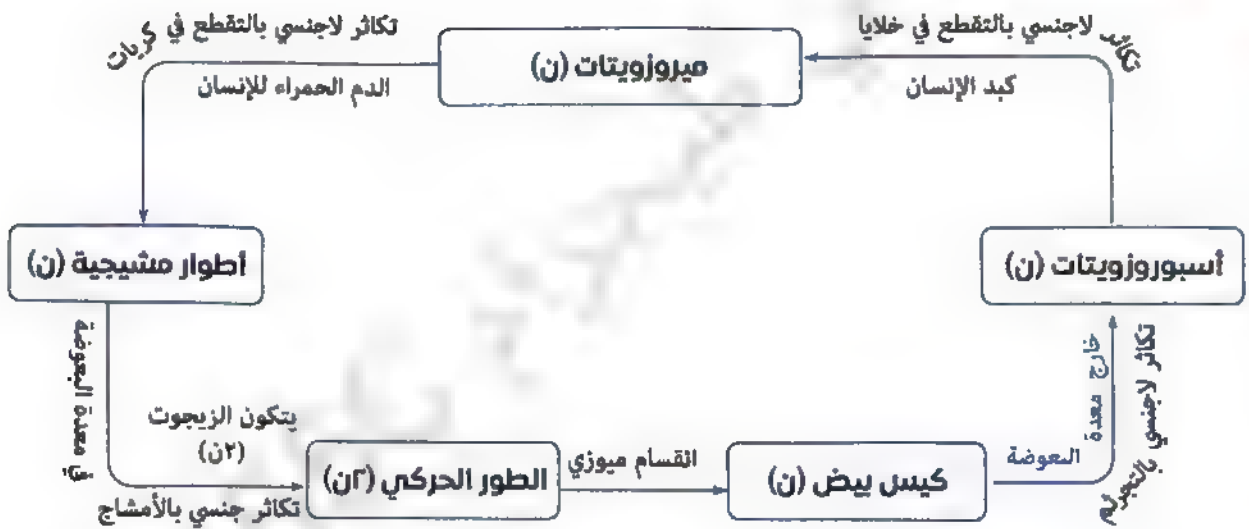 تكاثر لاجنسي بالتقطع في خلايا
كبد الإنسان
ميروزويتات (ن)
تكاثر لاجنسي بالتقطع في كريات
الدم الحمراء للإنسان
أسبوروزويتات (ن)
أطوار مشيجية (ن)
في معدة البعوضة
يتكون الزيجوت
(٢ن)
تكاثر جنسي بالأمشاج
الطور الحركي (٢ن)
انقسام ميوزي
كيس بيض (ن)
خارج معدة
البعوضة
تكاثر لاجنسي بالتجرثم